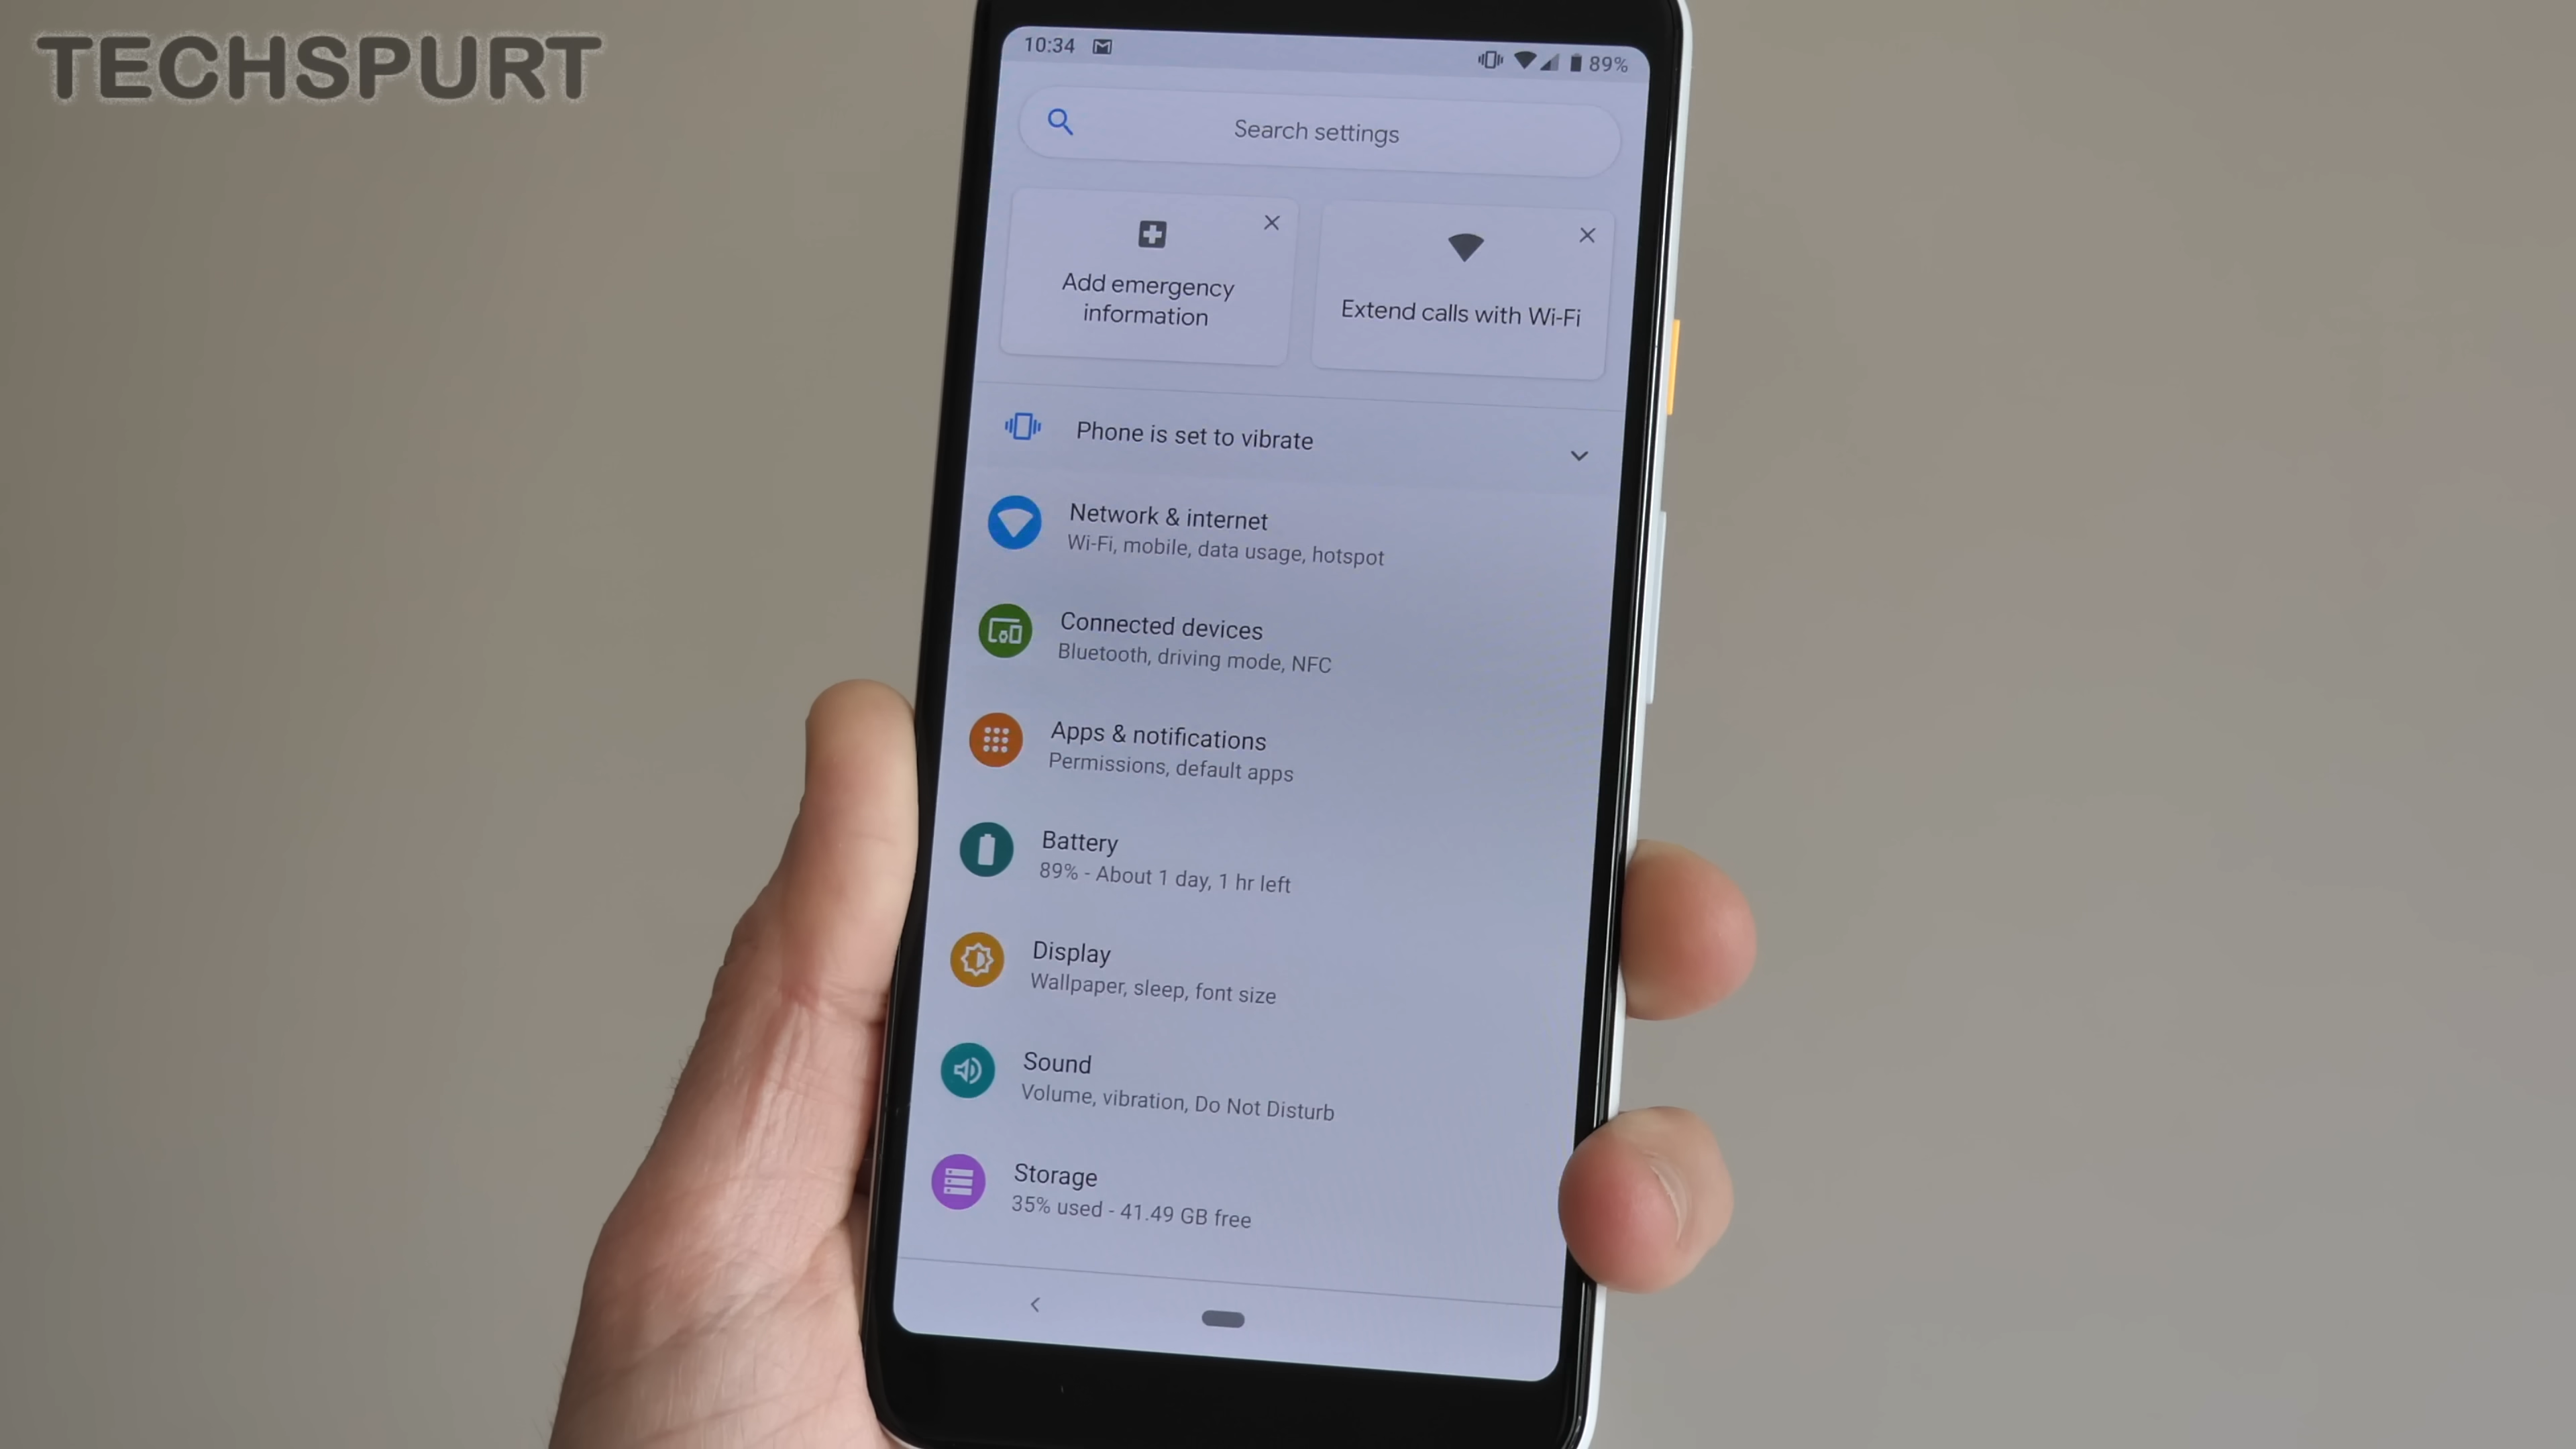 TECHSPURT
10:34
89%
Search settings
Add emergency
information
Extend calls with Wi-Fi
Phone is set to vibrate
Network & internet
Wi-Fi, mobile, data usage, hotspot
Connected devices
Bluetooth, driving mode, NFC
Apps & notifications
Permissions, default apps
Battery
89% - About 1 day, 1 hr left
Display
Wallpaper, sleep, font size
Sound
Volume, vibration, Do Not Disturb
Storage
35% used - 41.49 GB free